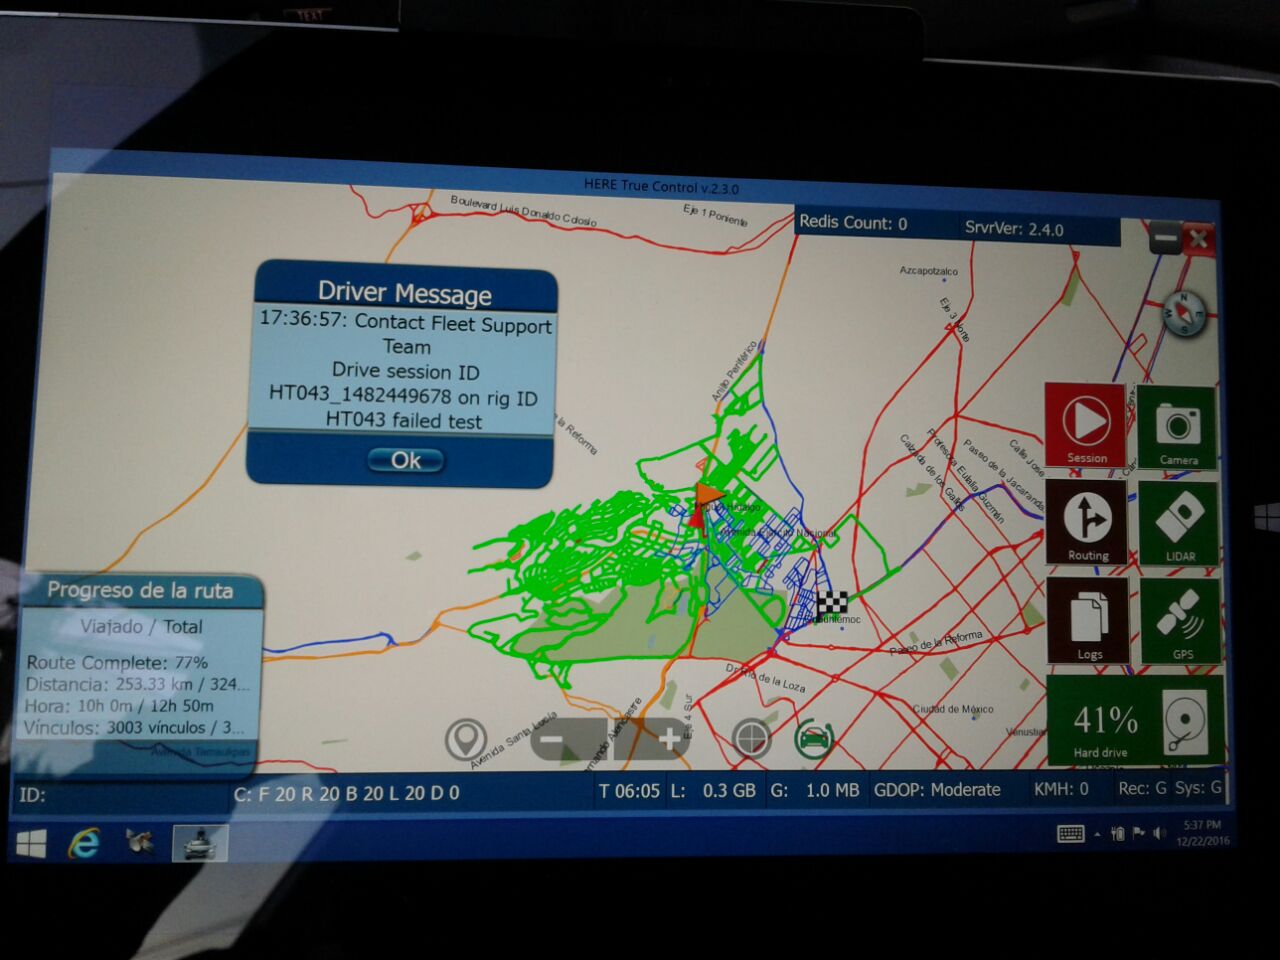 TEXT
HERE True Control v.2.3.0
Boulevard Luis Donaldo Colosio
Eje 1 Poniente
Redis Count: 0
SrvrVer: 2.4.0
Azcapotzalco
Eje 3 Norte
Driver Message
17:36:57: Contact Fleet Support
Team
Drive session ID
HT043_1482449678 on rig ID
HT043 failed test
Ok
N
W E
S
Anillo Periférico
la Reforma
Calzada de los Gallos
Profesora Eulalia Guzmán
Paseo de la Jacaranda
Calle Jose
Session
Camera
Hidalgo
Nacional
Routing
LIDAR
Progreso de la ruta
Viajado / Total
Route Complete: 77%
Distancia: 253.33 km / 324...
Hora: 10h 0m / 12h 50m
Vínculos: 3003 vínculos / 3...
Avenida Tamaulipas
Paseo de la Reforma
Logs
GPS
Dr Río de la Loza
Eje 4 Sur
Ciudad de México
Avenida Santa Lucía
41%
Hard drive
ID:
C: F 20 R 20 B 20 L 20 D 0
T 06:05
L: 0.3 GB
G: 1.0 MB
GDOP: Moderate
KMH: 0
Rec: G
Sys: G
5:37 PM
12/22/2016